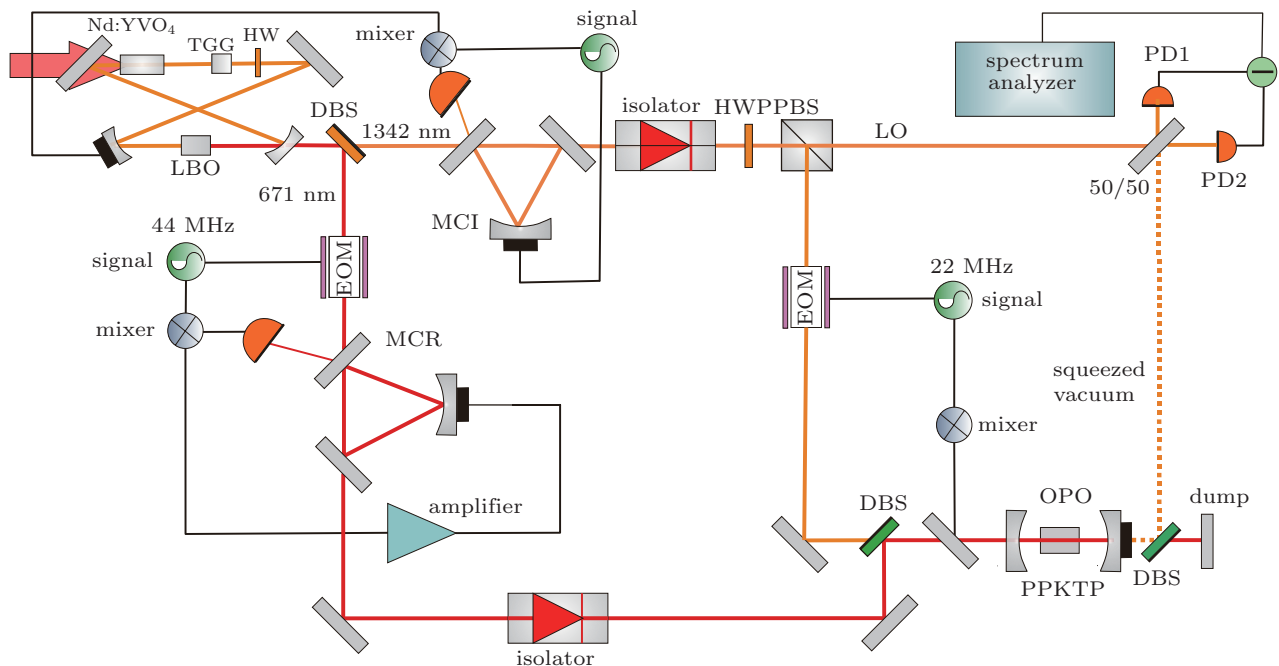 Nd:YVO4
TGG
HW
mixer
signal
spectrum
analyzer
PD1
isolator
HWPPBS
DBS
1342 nm
LO
LBO
671 nm
50/50
PD2
MCI
44 MHz
signal
EOM
EOM
22 MHz
signal
mixer
MCR
squeezed
vacuum
mixer
amplifier
DBS
OPO
dump
PPKTP
DBS
isolator